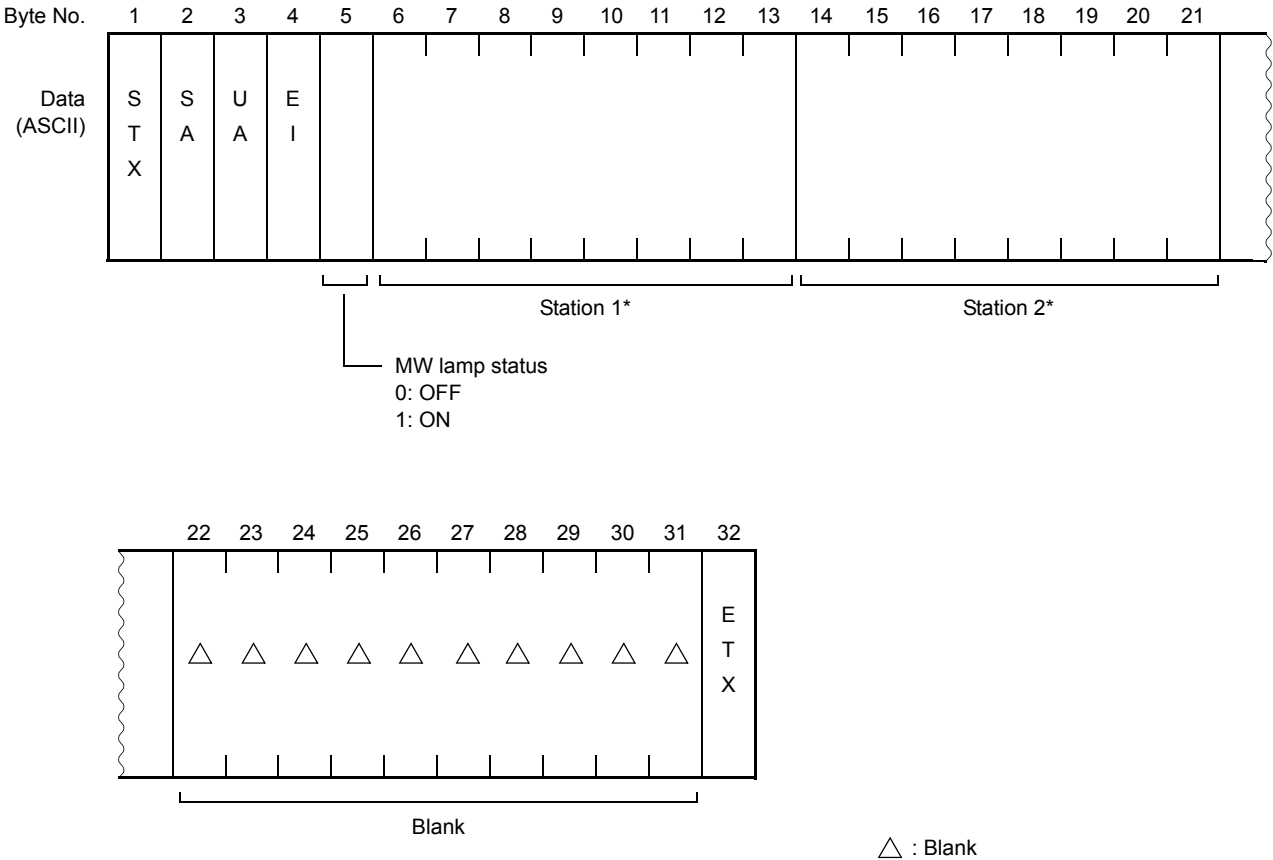 Byte No. 1 2 3 4 5 6 7 8 9 10 11 12 13 14 15 16 17 18 19 20 21
Data
(ASCII)
S T X
S A
U A
E I
Station 1*
Station 2*
MW lamp status
0: OFF
1: ON
22 23 24 25 26 27 28 29 30 31 32
E T X
Blank
△ : Blank